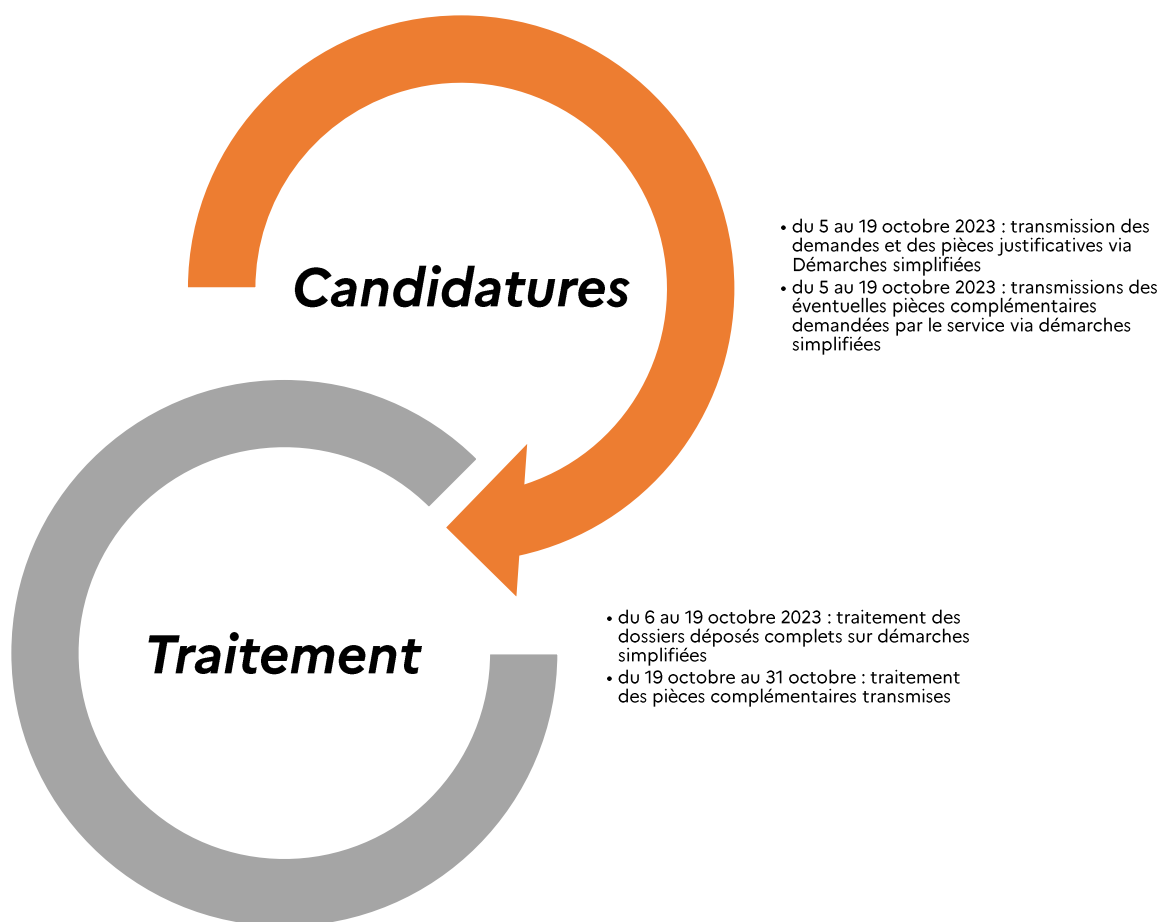 Candidatures
• du 5 au 19 octobre 2023 : transmission des
demandes et des pièces justificatives via
Démarches simplifiées
• du 5 au 19 octobre 2023 : transmissions des
éventuelles pièces complémentaires
demandées par le service via démarches
simplifiées
Traitement
• du 6 au 19 octobre 2023 : traitement des
dossiers déposés complets sur démarches
simplifiées
• du 19 octobre au 31 octobre : traitement
des pièces complémentaires transmises